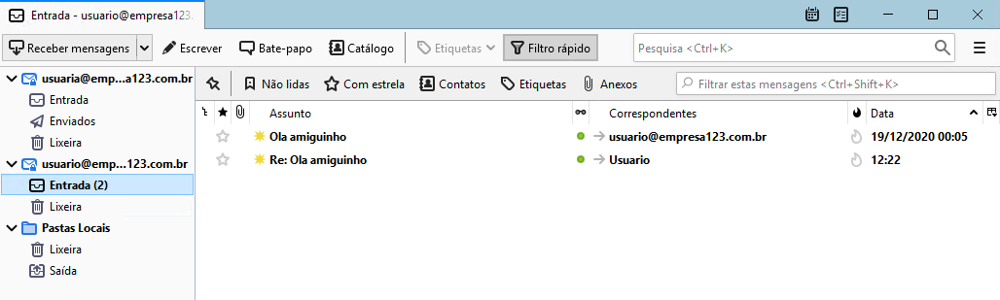 Entrada - usuario@empresa123.
Receber mensagens Escrever Bate-papo Catálogo Etiquetas Filtro rápido Pesquisa <Ctrl+K>
usuaria@emp...a123.com.br
Entrada
Enviados
Lixeira
usuario@emp...123.com.br
Entrada (2)
Lixeira
Pastas Locais
Lixeira
Saída
Não lidas Com estrela Contatos Etiquetas Anexos Filtrar estas mensagens <Ctrl+Shift+K>
Assunto Correspondentes Data
Ola amiguinho usuario@empresa123.com.br 19/12/2020 00:05
Re: Ola amiguinho Usuario 12:22